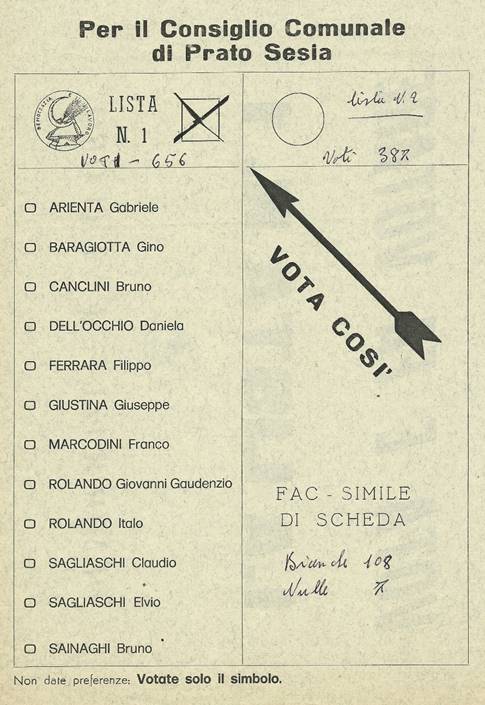 Per il Consiglio Comunale
di Prato Sesia
DEMOCRAZIA E LAVORO
LISTA
N. 1
VOTI - 656
lista N. 2
Voti 387
ARIENTA Gabriele
BARAGIOTTA Gino
CANCLINI Bruno
DELL'OCCHIO Daniela
FERRARA Filippo
GIUSTINA Giuseppe
MARCODINI Franco
ROLANDO Giovanni Gaudenzio
ROLANDO Italo
SAGLIASCHI Claudio
SAGLIASCHI Elvio
SAINAGHI Bruno
VOTA COSI'
FAC - SIMILE
DI SCHEDA
Bianche 108
Nulle 7
Non date preferenze: Votate solo il simbolo.